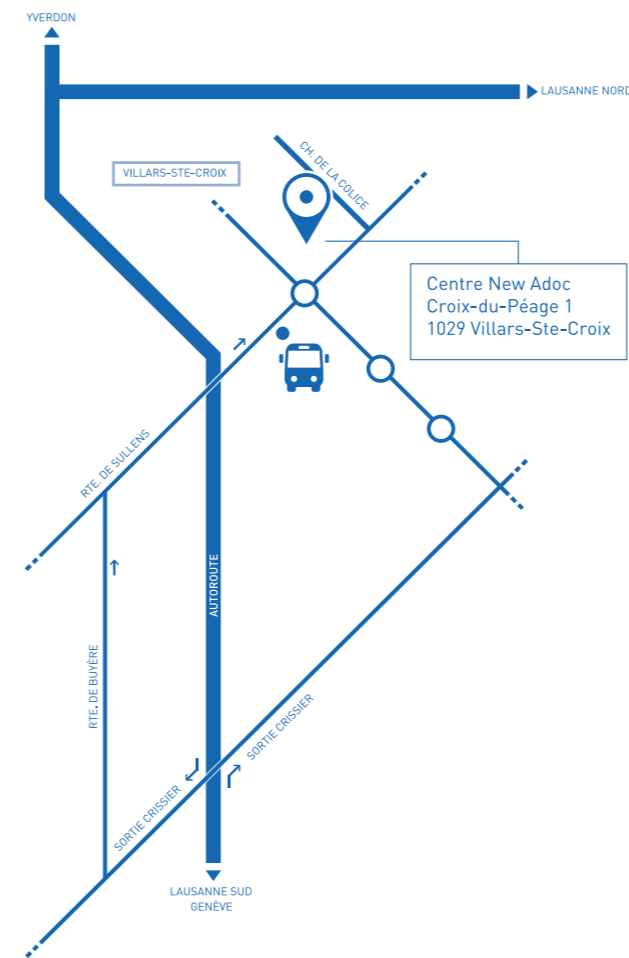 YVERDON
LAUSANNE NORD
CH. DE LA COLICE
VILLARS-STE-CROIX
Centre New Adoc
Croix-du-Péage 1
1029 Villars-Ste-Croix
RTE. DE SULLENS
AUTOROUTE
RTE. DE BUYÈRE
SORTIE CRISSIER
SORTIE CRISSIER
LAUSANNE SUD
GENÈVE